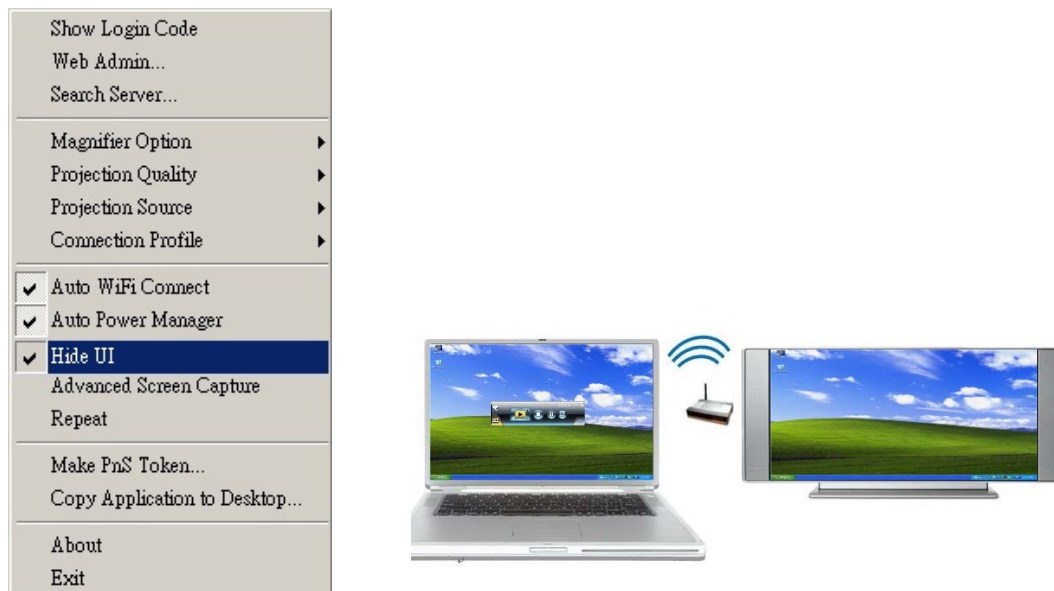 Show Login Code
Web Admin...
Search Server...
Magnifier Option
Projection Quality
Projection Source
Connection Profile
Auto WiFi Connect
Auto Power Manager
Hide UI
Advanced Screen Capture
Repeat
Make PnS Token...
Copy Application to Desktop...
About
Exit